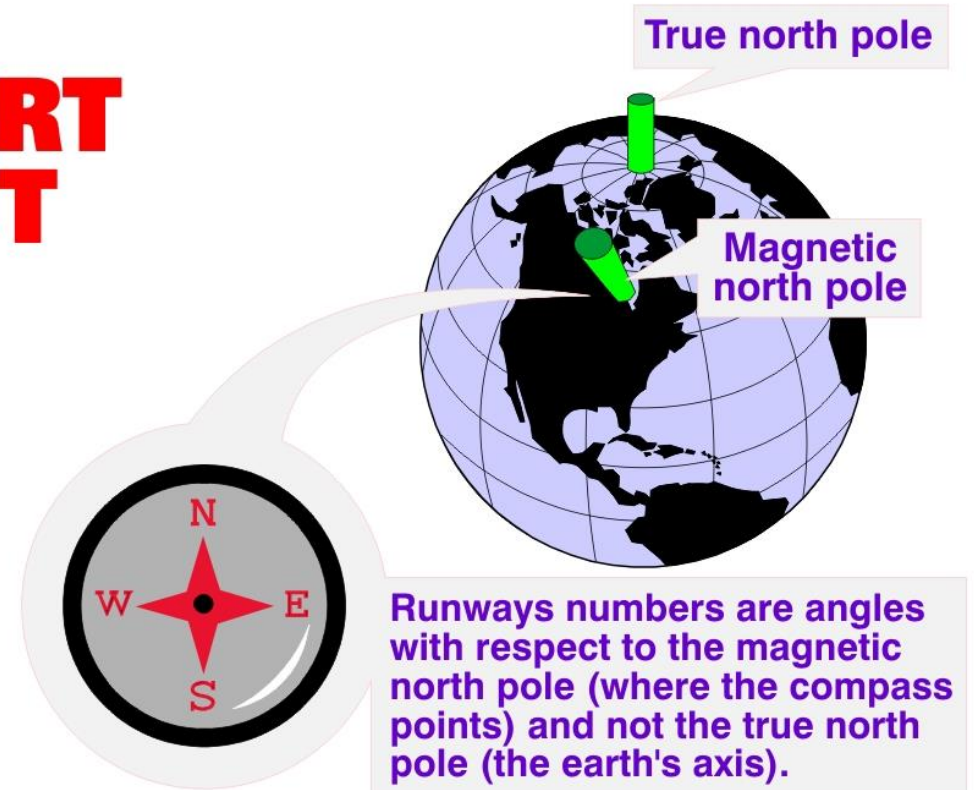 RT
T
True north pole
Magnetic
north pole
N
W E
S
Runways numbers are angles
with respect to the magnetic
north pole (where the compass
points) and not the true north
pole (the earth's axis).